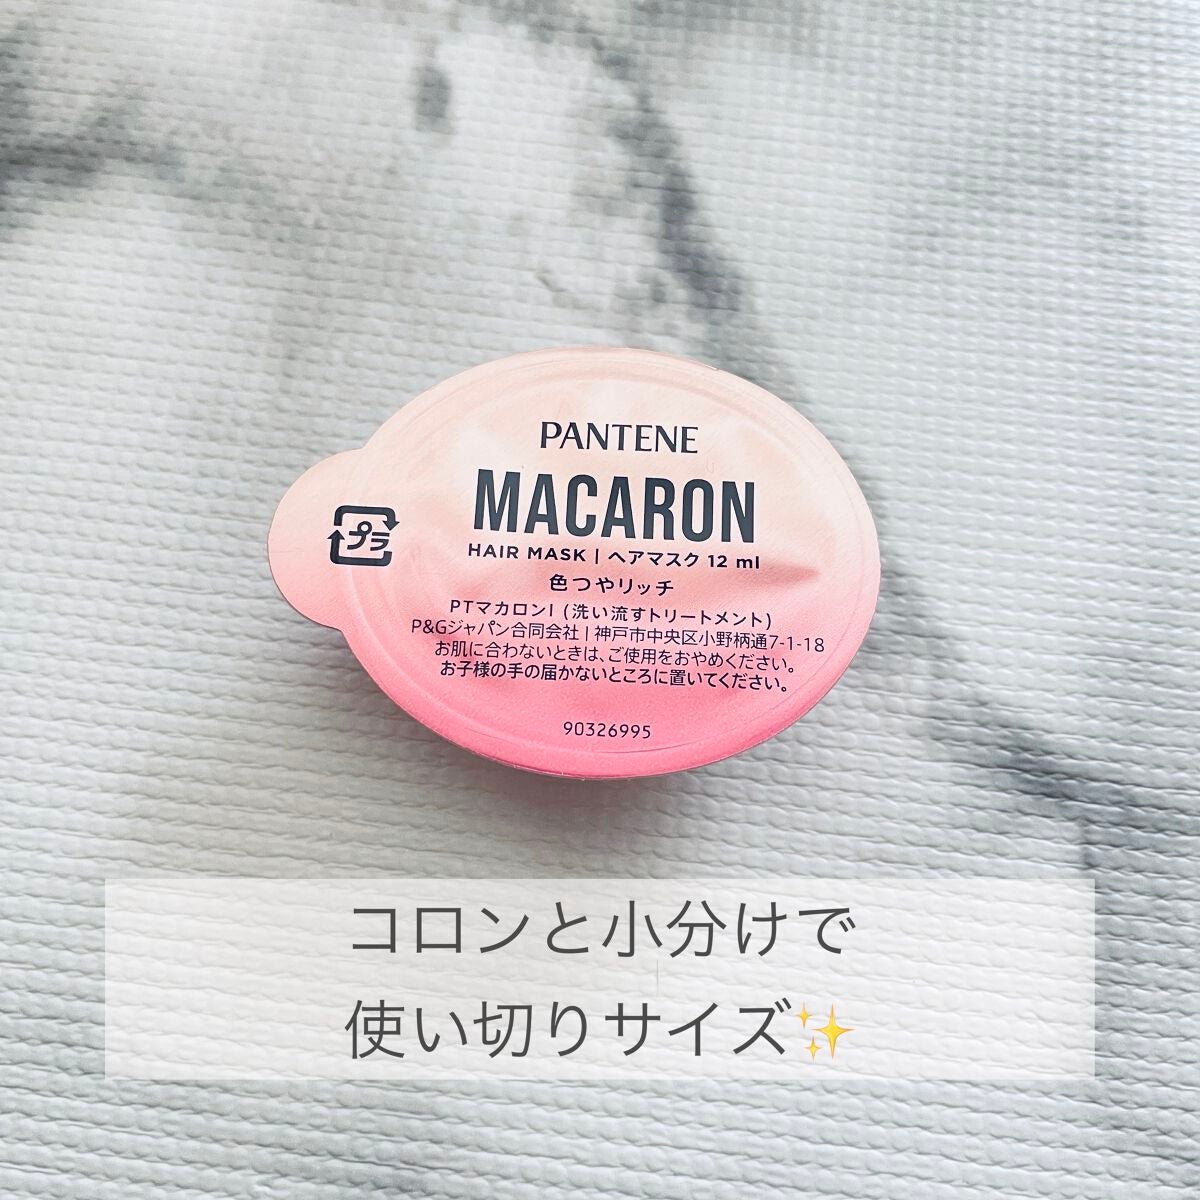 PANTENE
MACARON
HAIR MASK | ヘアマスク 12 ml
色つやリッチ
プラ
PTマカロンI (洗い流すトリートメント)
P&Gジャパン合同会社 | 神戸市中央区小野柄通7-1-18
お肌に合わないときは、ご使用をおやめください。
お子様の手の届かないところに置いてください。
90326995
コロンと小分けで
使い切りサイズ✨